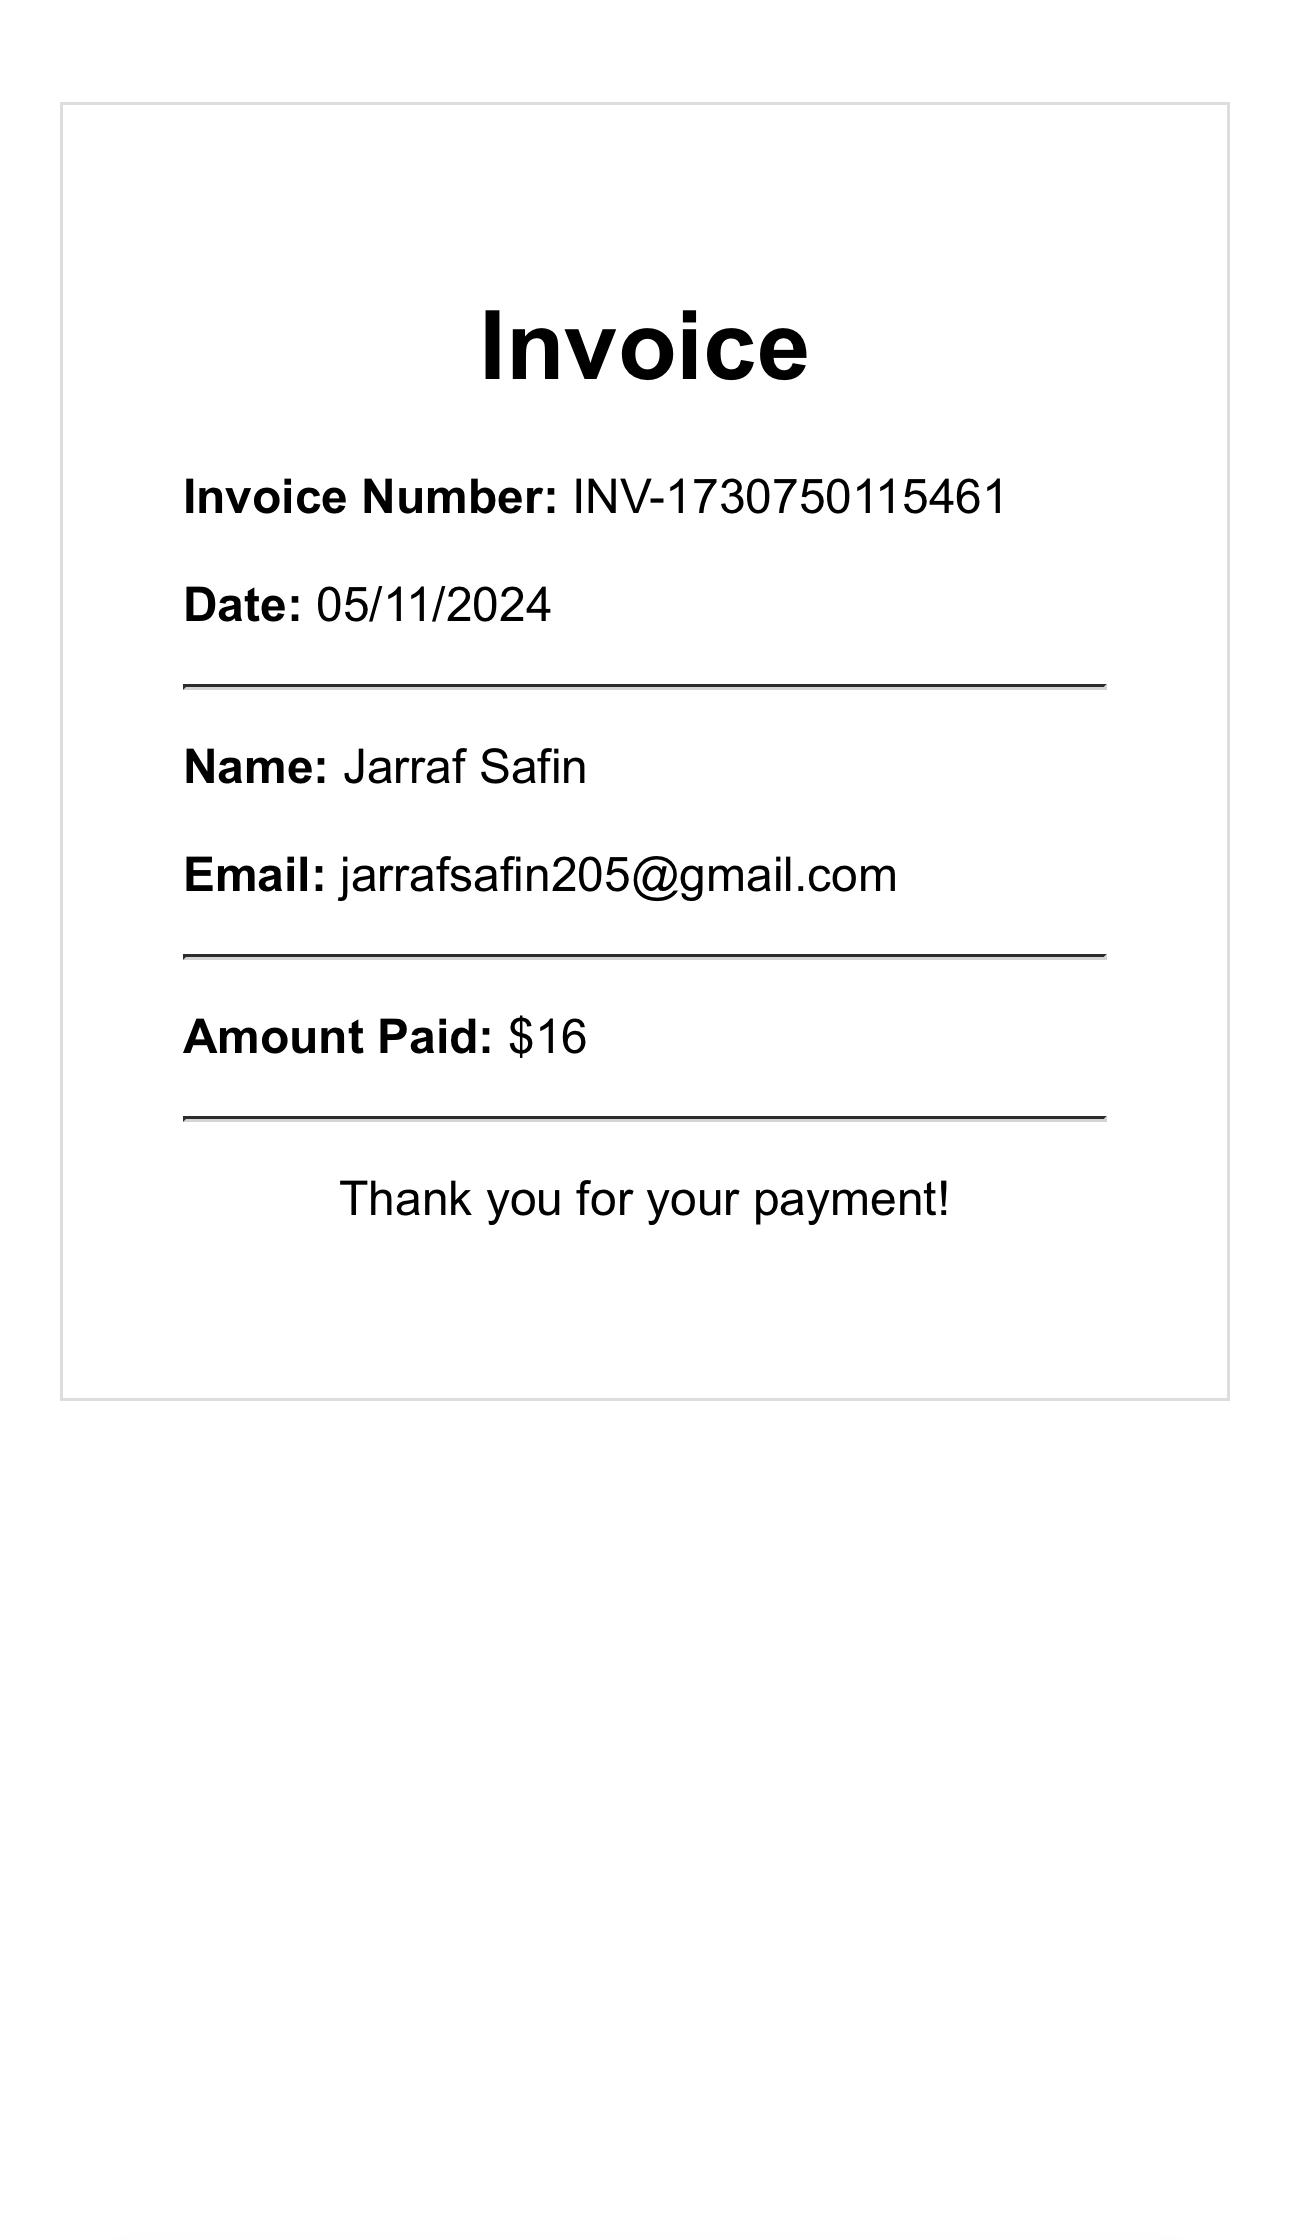 Invoice
Invoice Number: INV-1730750115461
Date: 05/11/2024
Name: Jarraf Safin
Email: jarrafsafin205@gmail.com
Amount Paid: $16
Thank you for your payment!